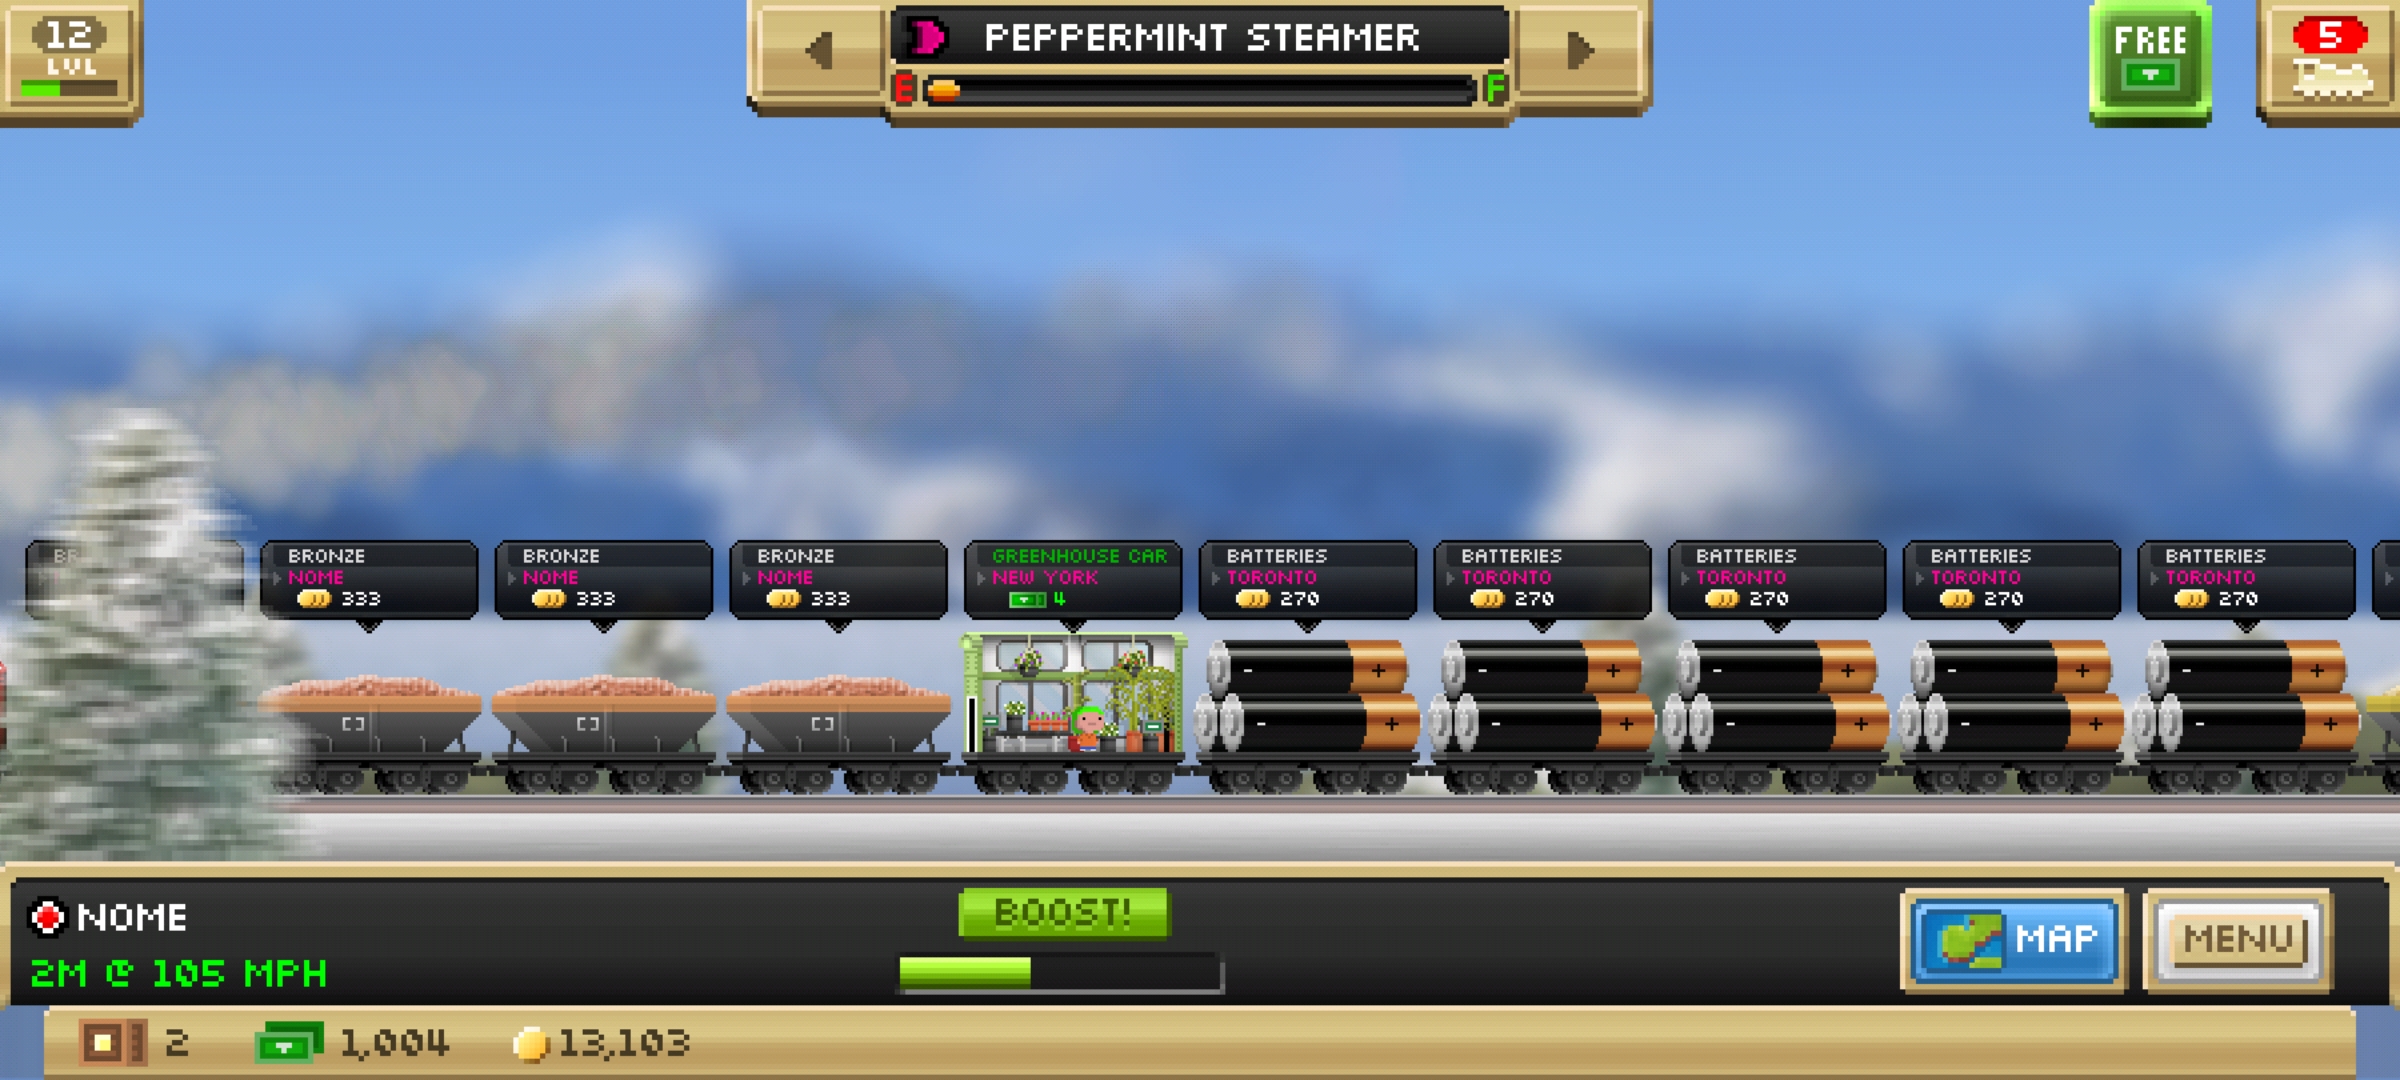 12
LVL
PEPPERMINT STEAMER
E F
FREE
5
BR
BRONZE
NOME
333
BRONZE
NOME
333
BRONZE
NOME
333
GREENHOUSE CAR
NEW YORK
4
BATTERIES
TORONTO
270
BATTERIES
TORONTO
270
BATTERIES
TORONTO
270
BATTERIES
TORONTO
270
BATTERIES
TORONTO
270
- +
- +
- +
- +
- +
- +
- +
- +
- +
- +
NOME
2M @ 105 MPH
BOOST!
MAP
MENU
2
1,004
13,103